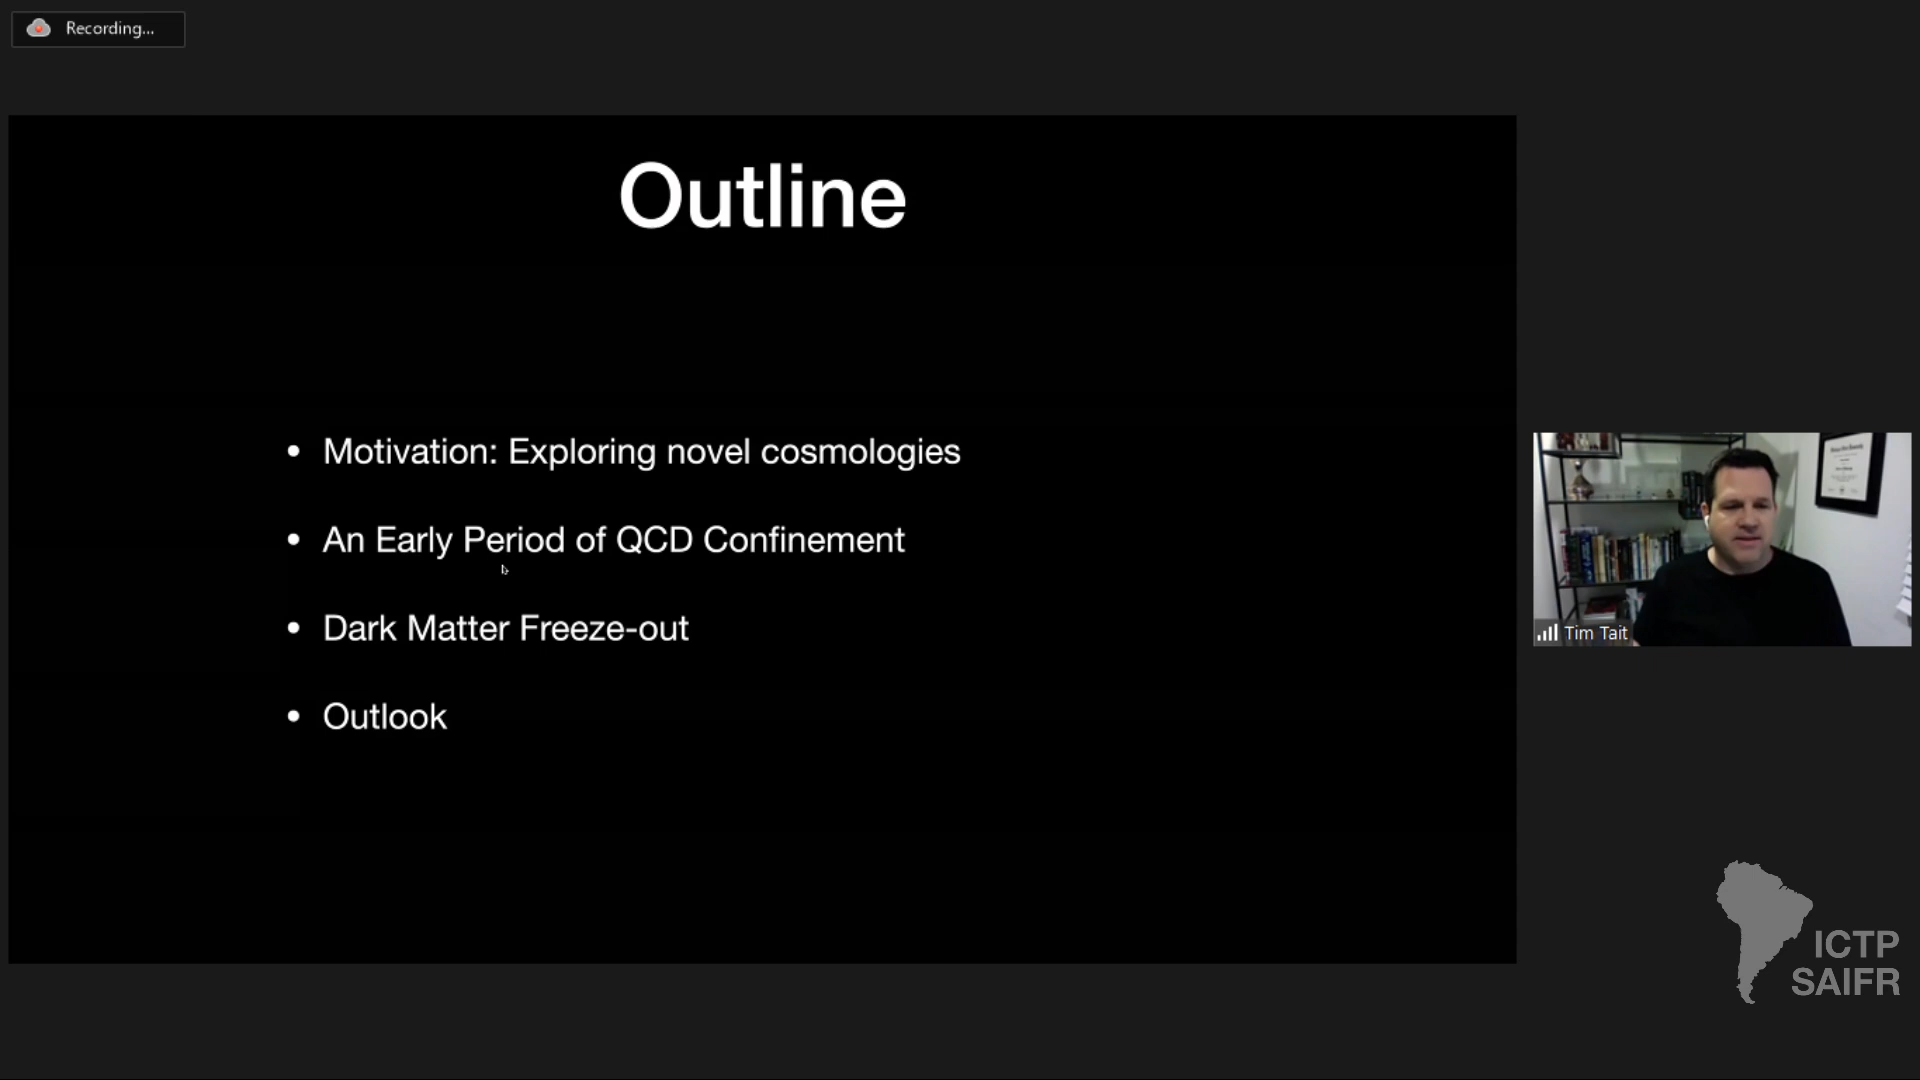 Recording...
Outline
• Motivation: Exploring novel cosmologies
• An Early Period of QCD Confinement
• Dark Matter Freeze-out
• Outlook
Tim Tait
ICTP
SAIFR